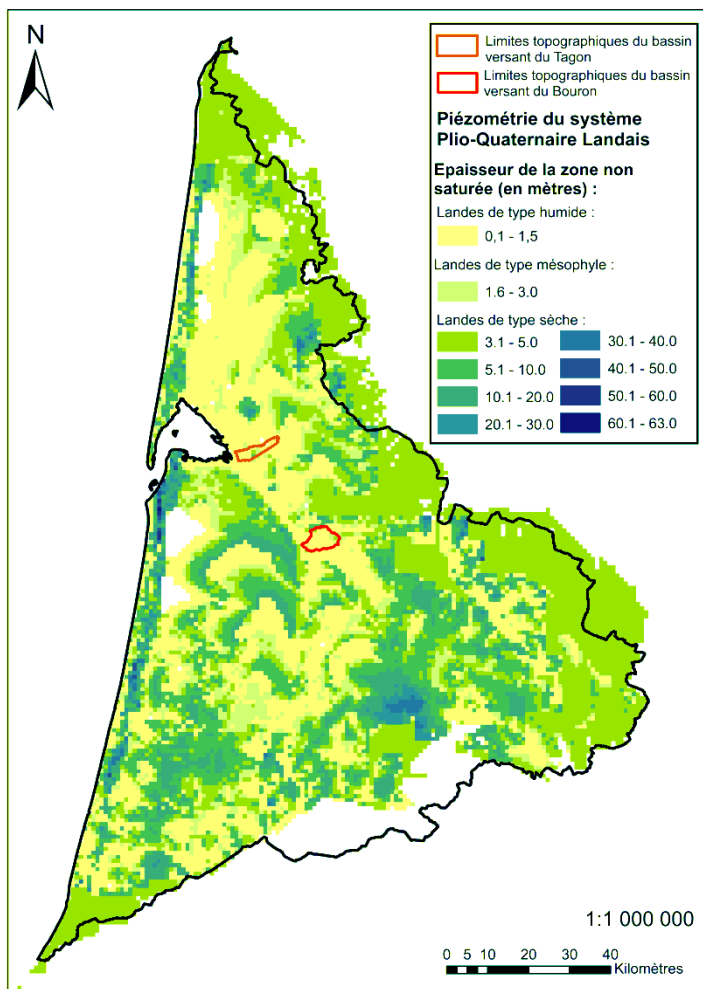 N
Limites topographiques du bassin
versant du Tagon
Limites topographiques du bassin
versant du Bouron
Piézométrie du système
Plio-Quaternaire Landais
Epaisseur de la zone non
saturée (en mètres) :
Landes de type humide :
0,1 - 1,5
Landes de type mésophyle :
1.6 - 3.0
Landes de type sèche :
3.1 - 5.0
30.1 - 40.0
5.1 - 10.0
40.1 - 50.0
10.1 - 20.0
50.1 - 60.0
20.1 - 30.0
60.1 - 63.0
1:1 000 000
0 5 10 20 30 40
Kilomètres